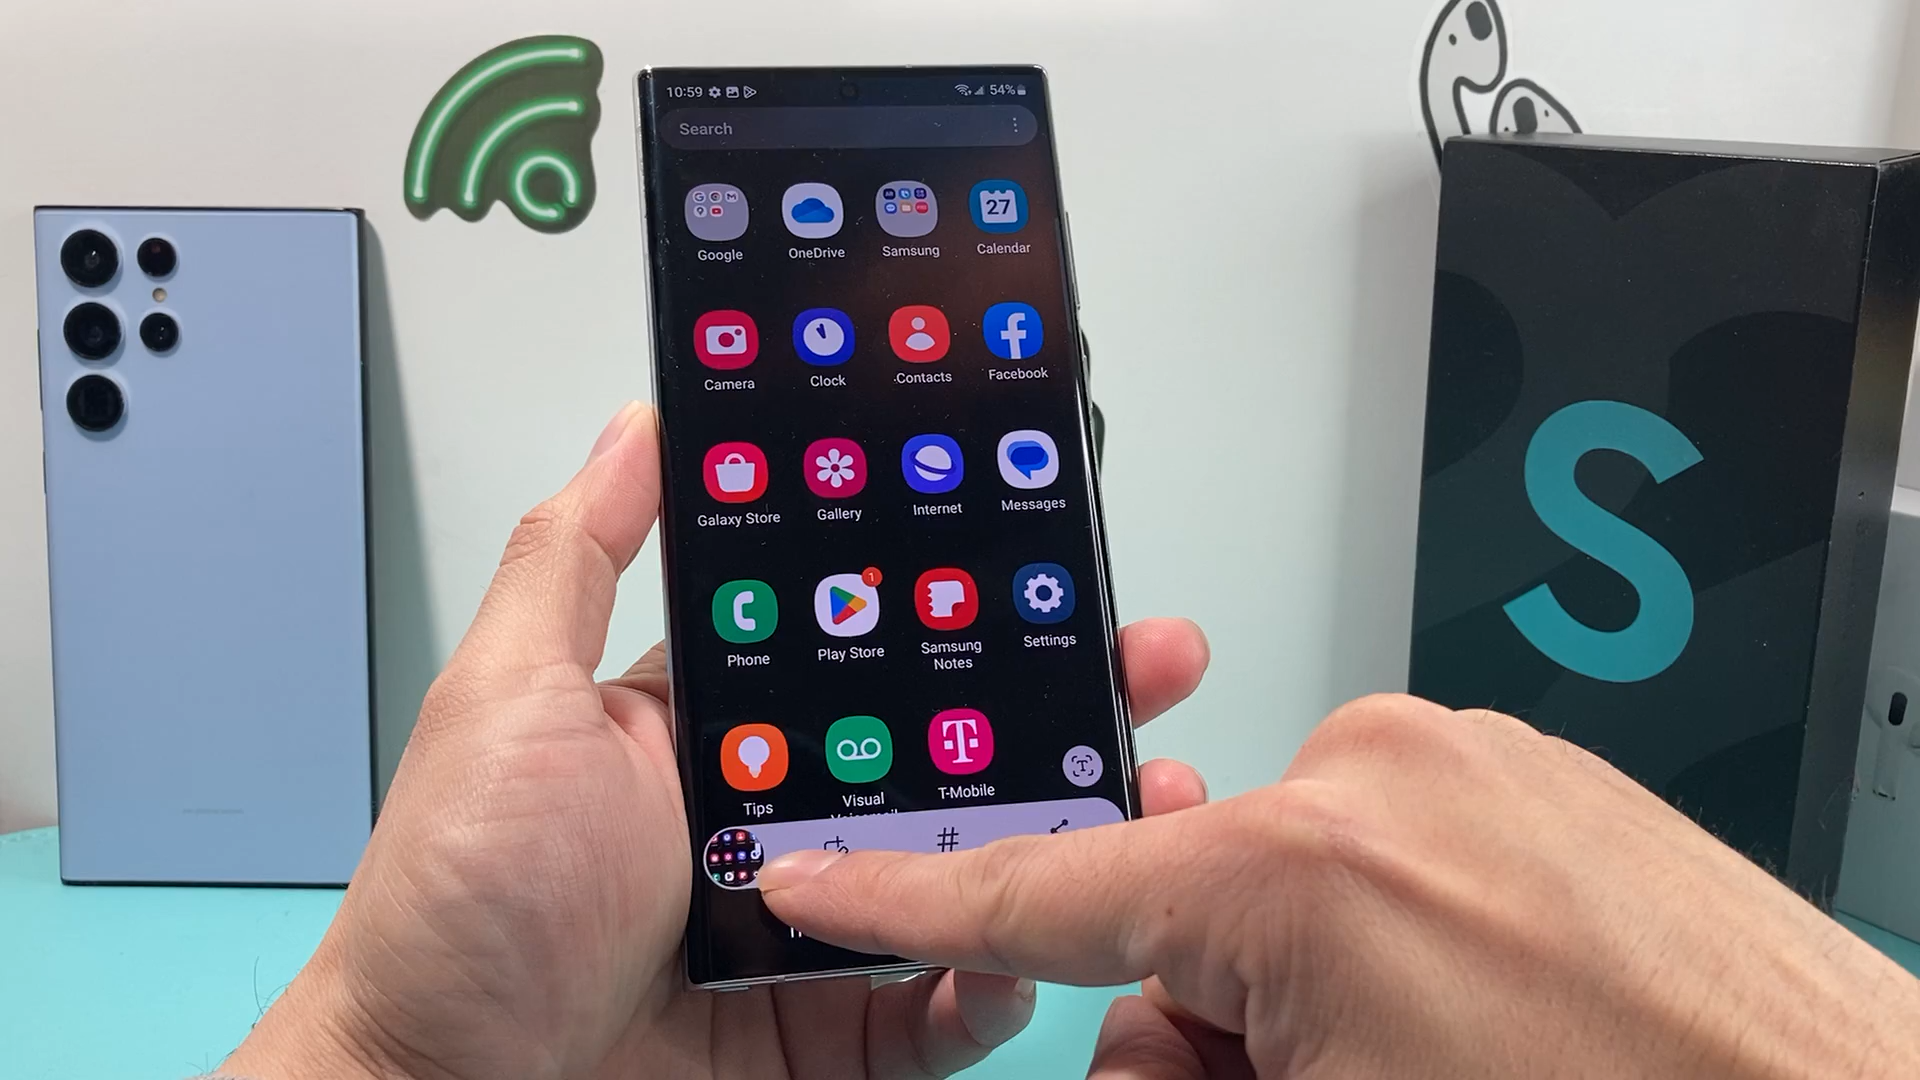 10:59 54%
Search
Google OneDrive Samsung Calendar
27
Camera Clock Contacts Facebook
Galaxy Store Gallery Internet Messages
1
Phone Play Store Samsung Notes Settings
Tips Visual T-Mobile
T
#
S